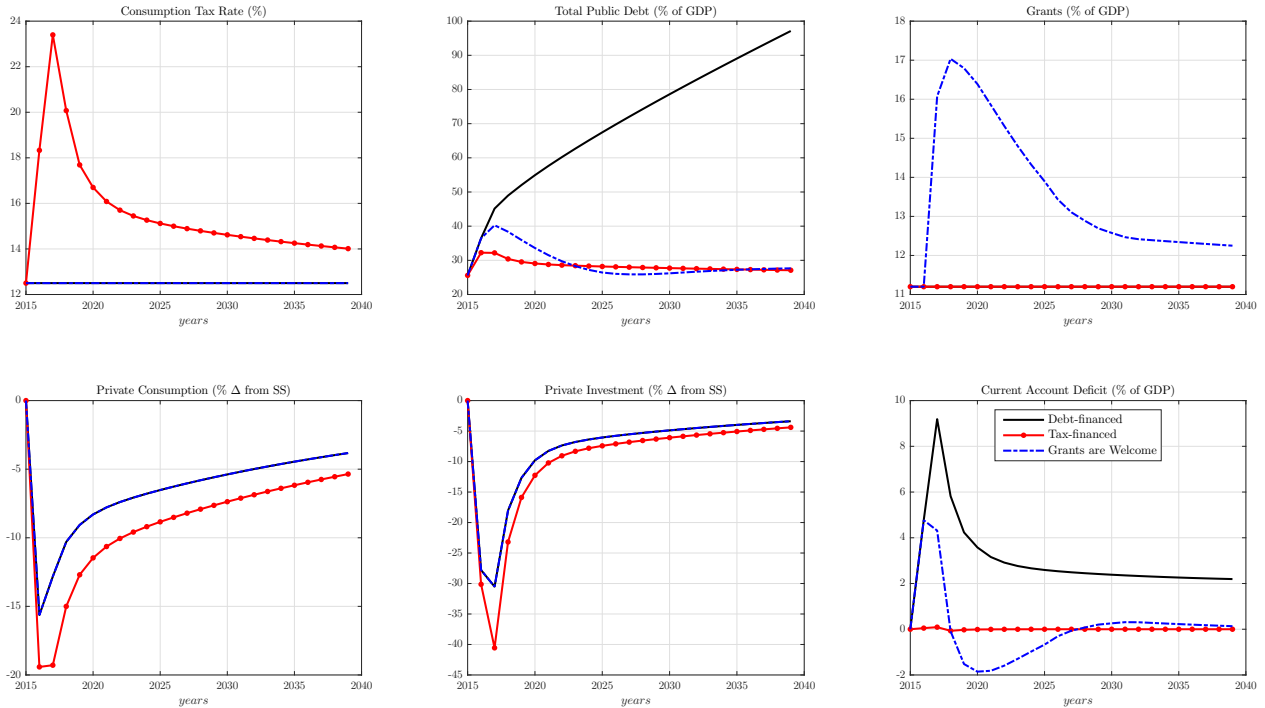 Consumption Tax Rate (%)
24
22
20
18
16
14
12
2015 2020 2025 2030 2035 2040
years
Total Public Debt (% of GDP)
100
90
80
70
60
50
40
30
20
2015 2020 2025 2030 2035 2040
years
Grants (% of GDP)
18
17
16
15
14
13
12
11
2015 2020 2025 2030 2035 2040
years
Private Consumption (% Δ from SS)
0
-5
-10
-15
-20
2015 2020 2025 2030 2035 2040
years
Private Investment (% Δ from SS)
0
-5
-10
-15
-20
-25
-30
-35
-40
-45
2015 2020 2025 2030 2035 2040
years
Current Account Deficit (% of GDP)
10
8
6
4
2
0
-2
Debt-financed
Tax-financed
Grants are Welcome
2015 2020 2025 2030 2035 2040
years